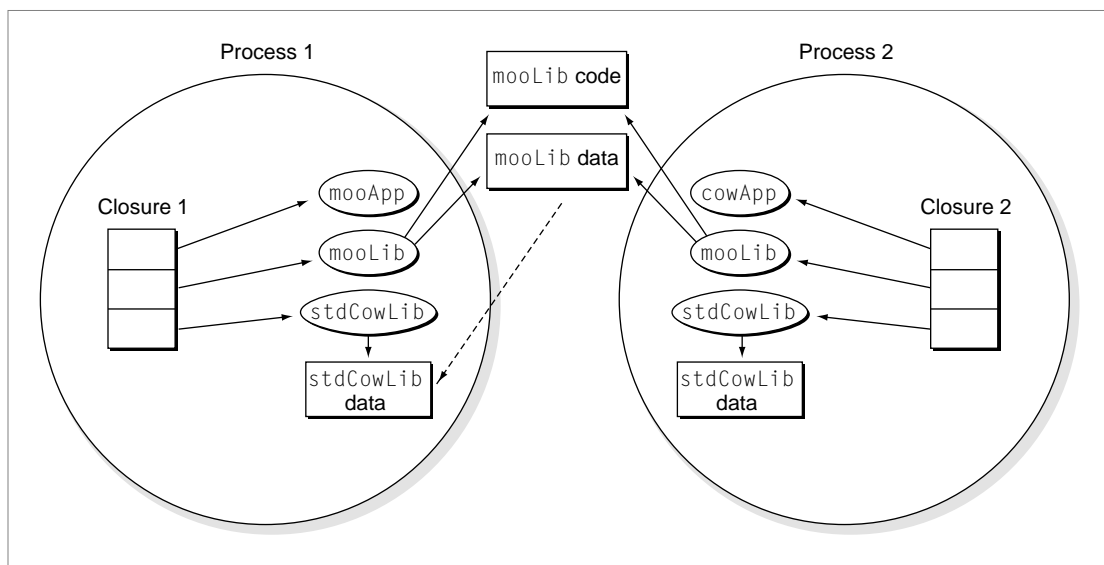 Process 1
Process 2
mooLib code
mooLib data
mooApp
cowApp
Closure 1
Closure 2
mooLib
mooLib
stdCowLib
stdCowLib
stdCowLib
data
stdCowLib
data